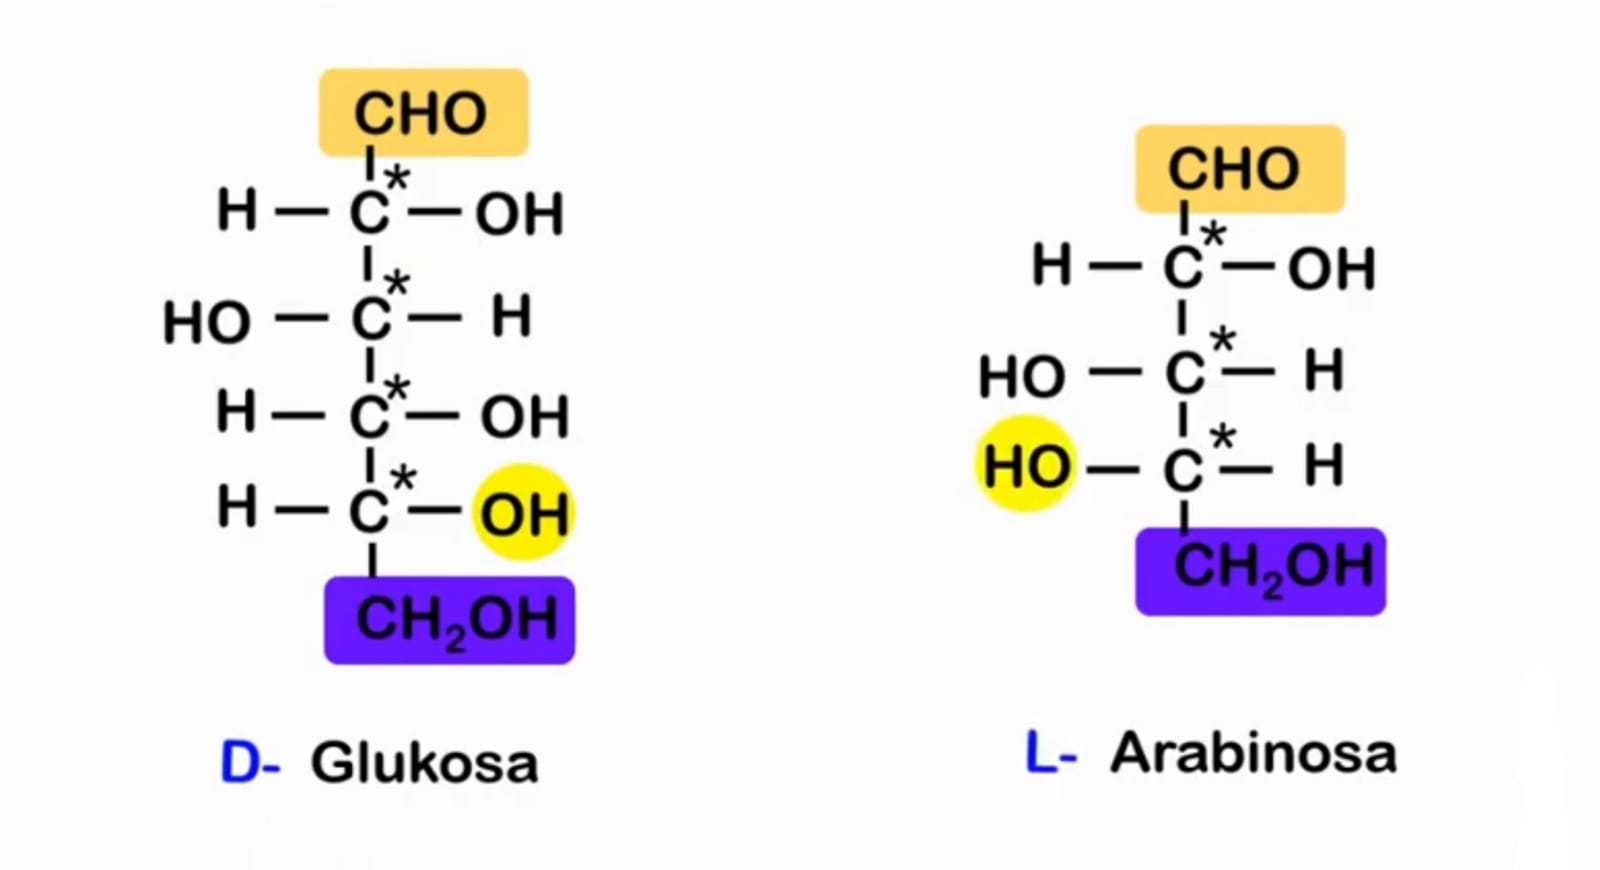 CHO
H — C* — OH
HO — C* — H
H — C* — OH
H — C* — OH
CH₂OH
D- Glukosa
CHO
H — C* — OH
HO — C* — H
HO — C* — H
CH₂OH
L- Arabinosa